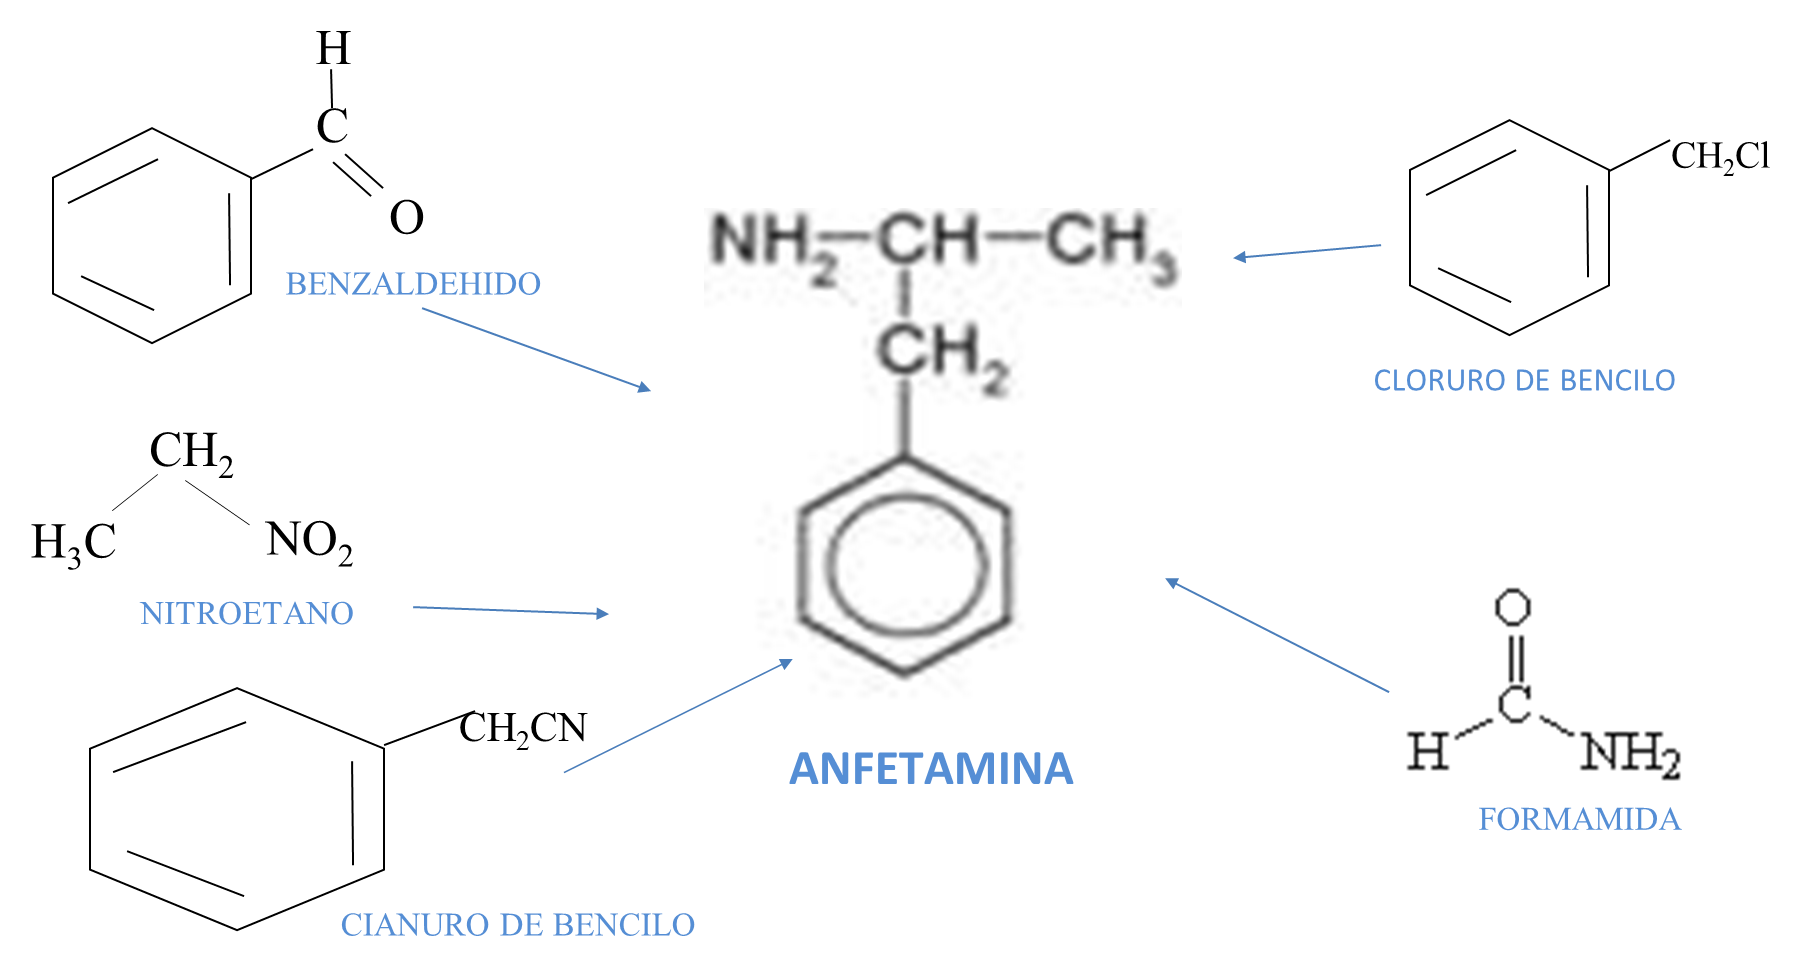 H
C
O
BENZALDEHIDO
CH₂
H₃C
NO₂
NITROETANO
CH₂CN
CIANURO DE BENCILO
NH₂—CH—CH₃
CH₂
ANFETAMINA
CH₂Cl
CLORURO DE BENCILO
O
C
H
NH₂
FORMAMIDA